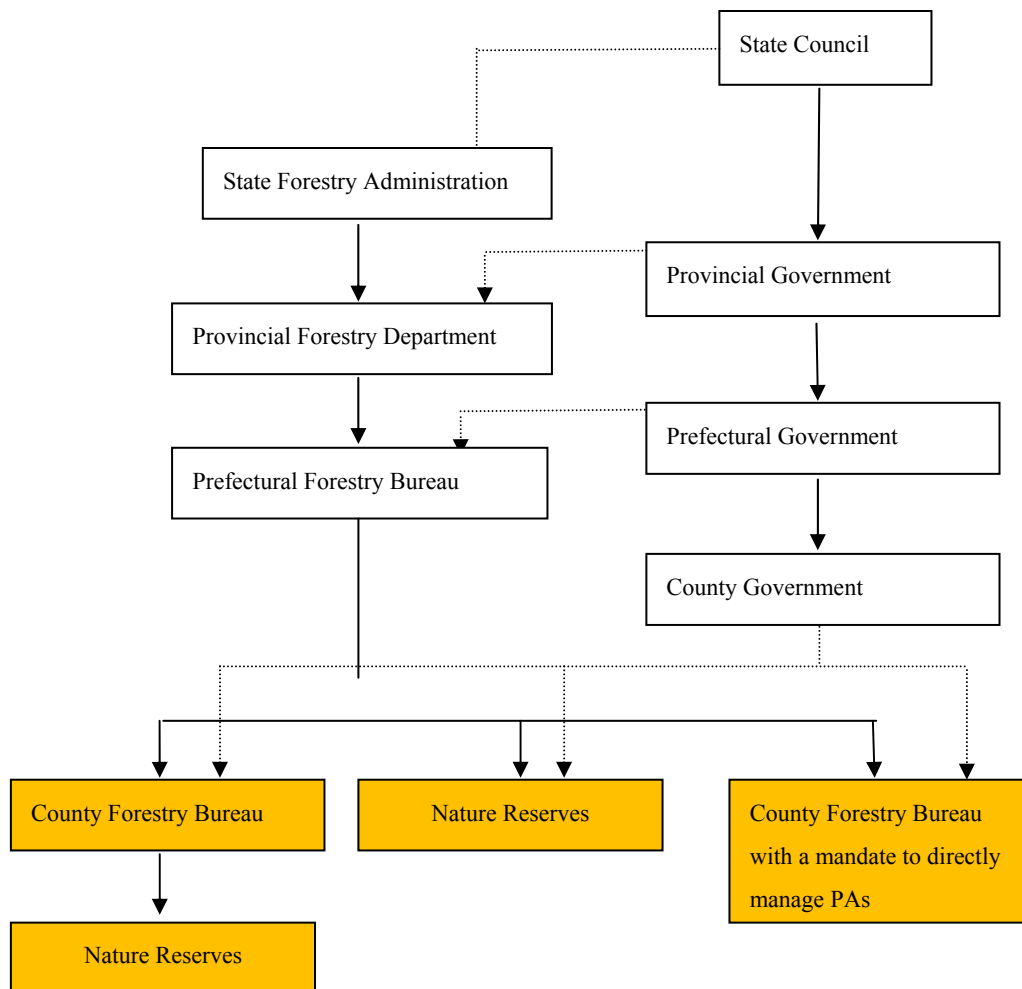 State Council
State Forestry Administration
Provincial Government
Provincial Forestry Department
Prefectural Government
Prefectural Forestry Bureau
County Government
County Forestry Bureau
Nature Reserves
County Forestry Bureau
with a mandate to directly
manage PAs
Nature Reserves